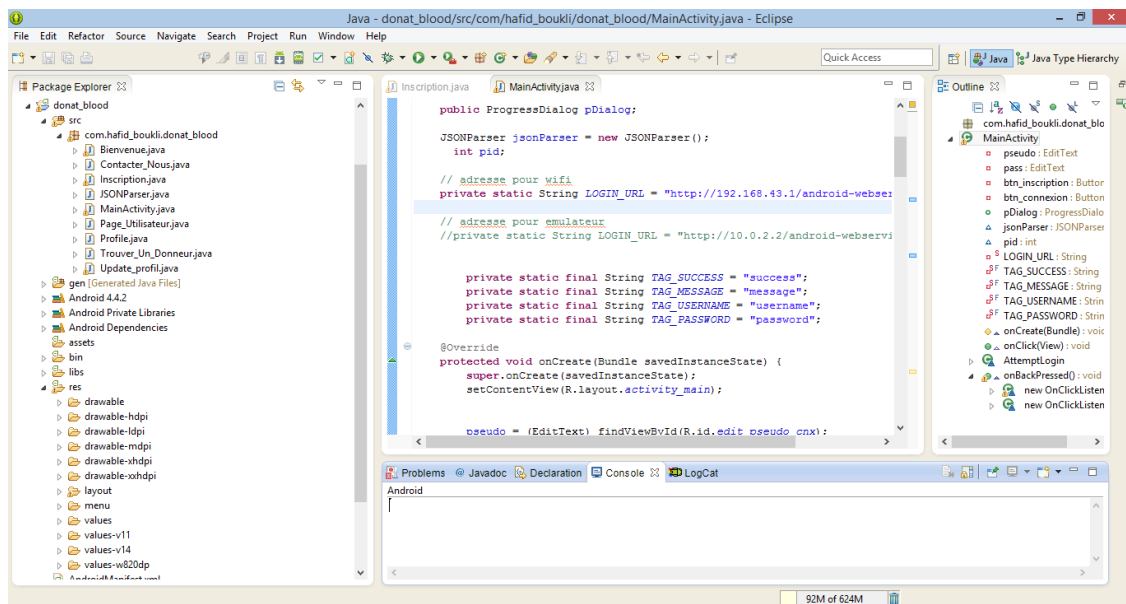 Java - donat_blood/src/com/hafid_boukli/donat_blood/MainActivity.java - Eclipse
File Edit Refactor Source Navigate Search Project Run Window Help
Quick Access
Java
Java Type Hierarchy
Package Explorer
donat_blood
src
com.hafid_boukli.donat_blood
Bienvenue.java
Contacter_Nous.java
Inscription.java
JSONParser.java
MainActivity.java
Page_Utilisateur.java
Profile.java
Trouver_Un_Donneur.java
Update_profil.java
gen [Generated Java Files]
Android 4.4.2
Android Private Libraries
Android Dependencies
assets
bin
libs
res
drawable
drawable-hdpi
drawable-ldpi
drawable-mdpi
drawable-xhdpi
drawable-xxhdpi
layout
menu
values
values-v11
values-v14
values-w820dp
AndroidManifest.xml
Inscription.java
MainActivity.java
public ProgressDialog pDialog;
JSONParser jsonParser = new JSONParser();
int pid;
// adresse pour wifi
private static String LOGIN_URL = "http://192.168.43.1/android-webser
// adresse pour emulateur
//private static String LOGIN_URL = "http://10.0.2.2/android-webservi
private static final String TAG_SUCCESS = "success";
private static final String TAG_MESSAGE = "message";
private static final String TAG_USERNAME = "username";
private static final String TAG_PASSWORD = "password";
@Override
protected void onCreate(Bundle savedInstanceState) {
super.onCreate(savedInstanceState);
setContentView(R.layout.activity_main);
pseudo = (EditText) findViewById(R.id.edit_pseudo_cnx);
Outline
com.hafid_boukli.donat_blo
MainActivity
pseudo : EditText
pass : EditText
btn_inscription : Button
btn_connexion : Button
pDialog : ProgressDialo
jsonParser : JSONParser
pid : int
LOGIN_URL : String
TAG_SUCCESS : String
TAG_MESSAGE : String
TAG_USERNAME : Strin
TAG_PASSWORD : Strin
onCreate(Bundle) : voic
onClick(View) : void
AttemptLogin
onBackPressed() : void
new OnClickListen
new OnClickListen
Problems
@ Javadoc
Declaration
Console
LogCat
Android
92M of 624M